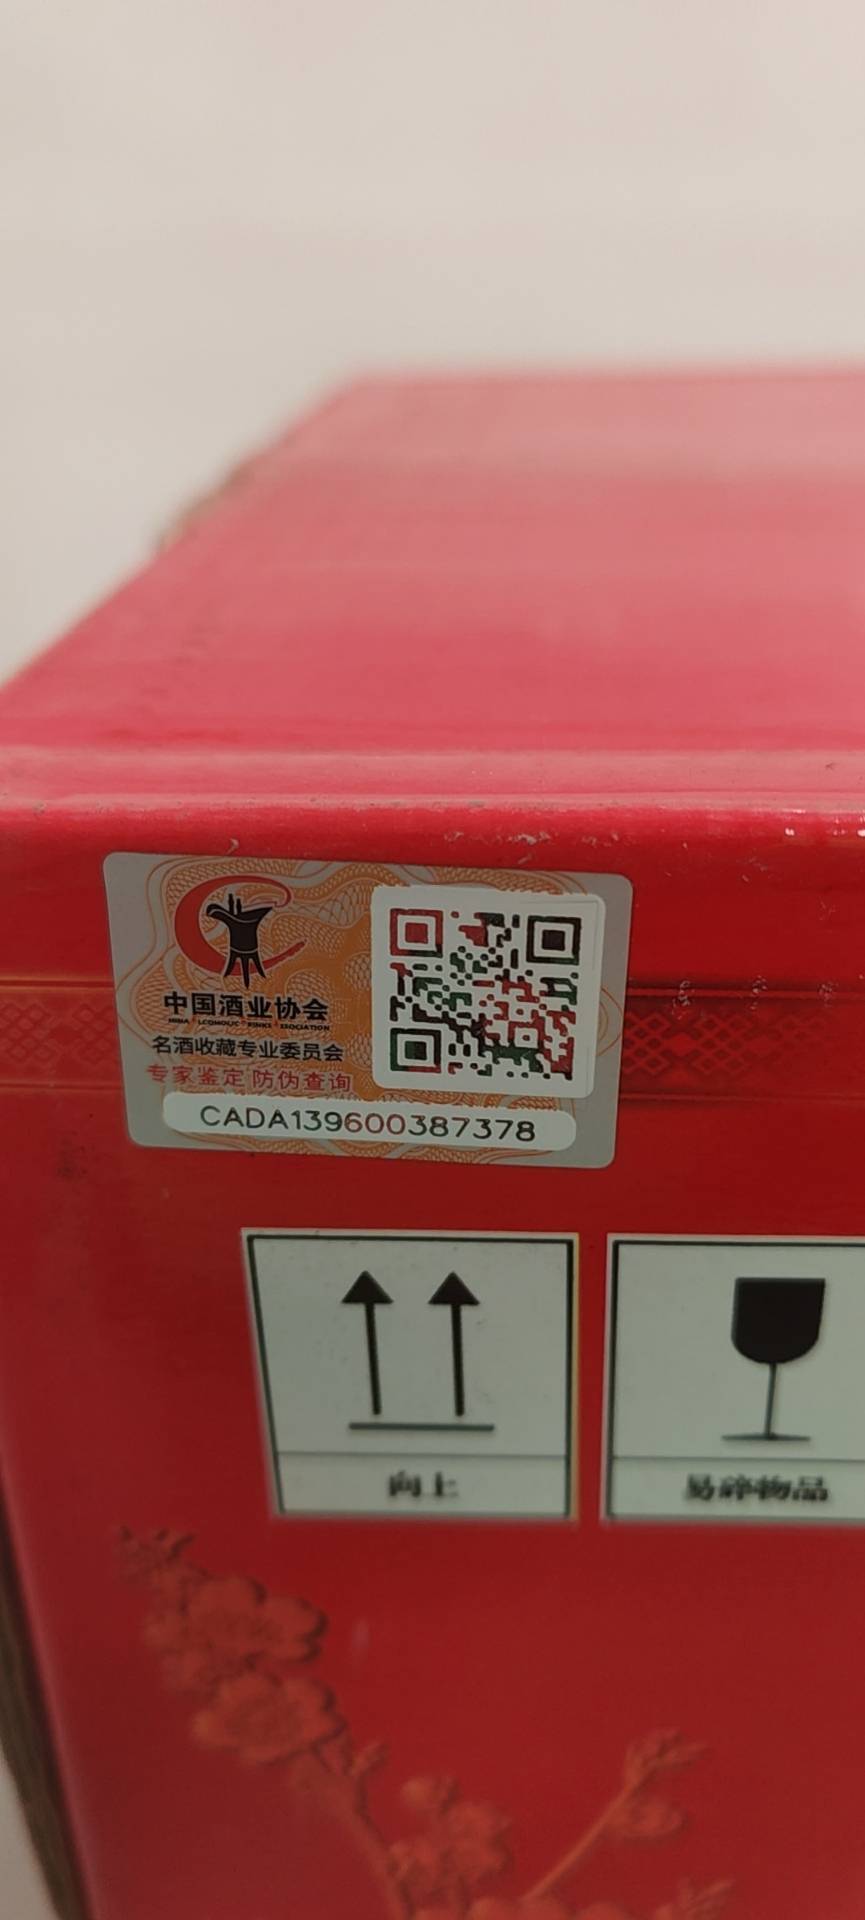 中国酒业协会
名酒收藏专业委员会
专家鉴定 防伪查询
CADA139600387378
向上
易碎物品